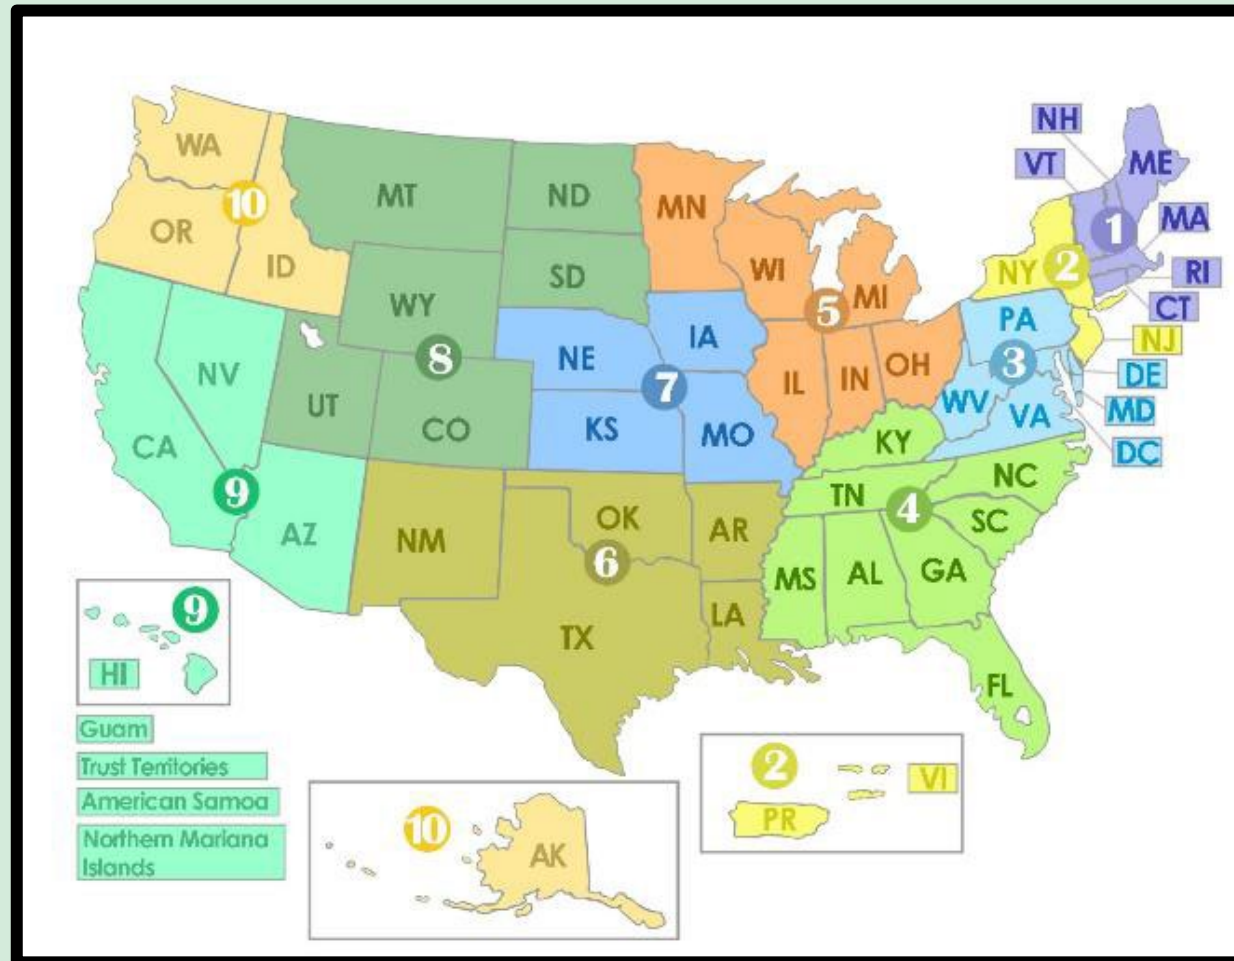 NH
VT
ME
WA
MT
ND
MN
MA
10
1
OR
ID
SD
WI
NY
2
RI
MI
CT
WY
5
PA
NJ
8
NE
IA
3
DE
NV
7
IL
IN
OH
WV
MD
UT
CO
KS
MO
VA
CA
KY
DC
9
TN
NC
AZ
NM
OK
AR
4
SC
6
MS
AL
GA
9
TX
LA
HI
FL
Guam
Trust Territories
American Samoa
Northern Mariana
Islands
2
VI
PR
10
AK